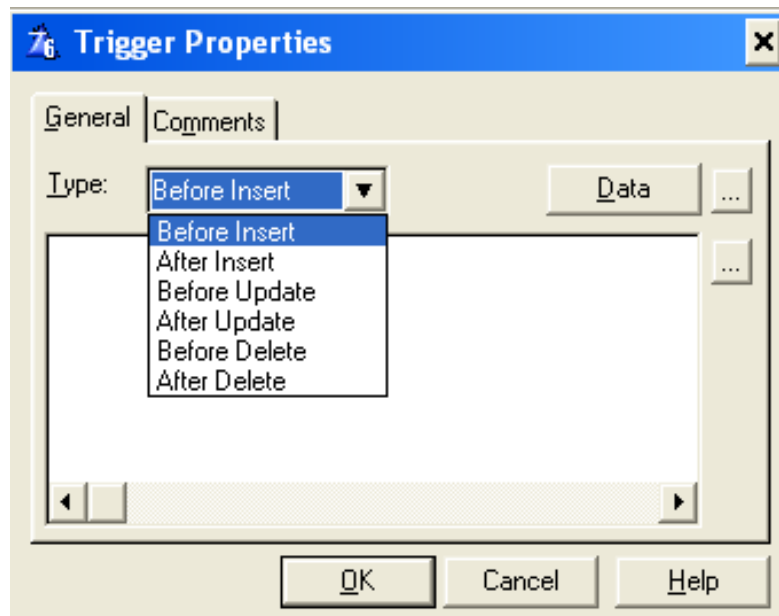 76 Trigger Properties
General Comments
Type: Before Insert Data ...
Before Insert
After Insert
Before Update
After Update
Before Delete
After Delete
...
OK Cancel Help